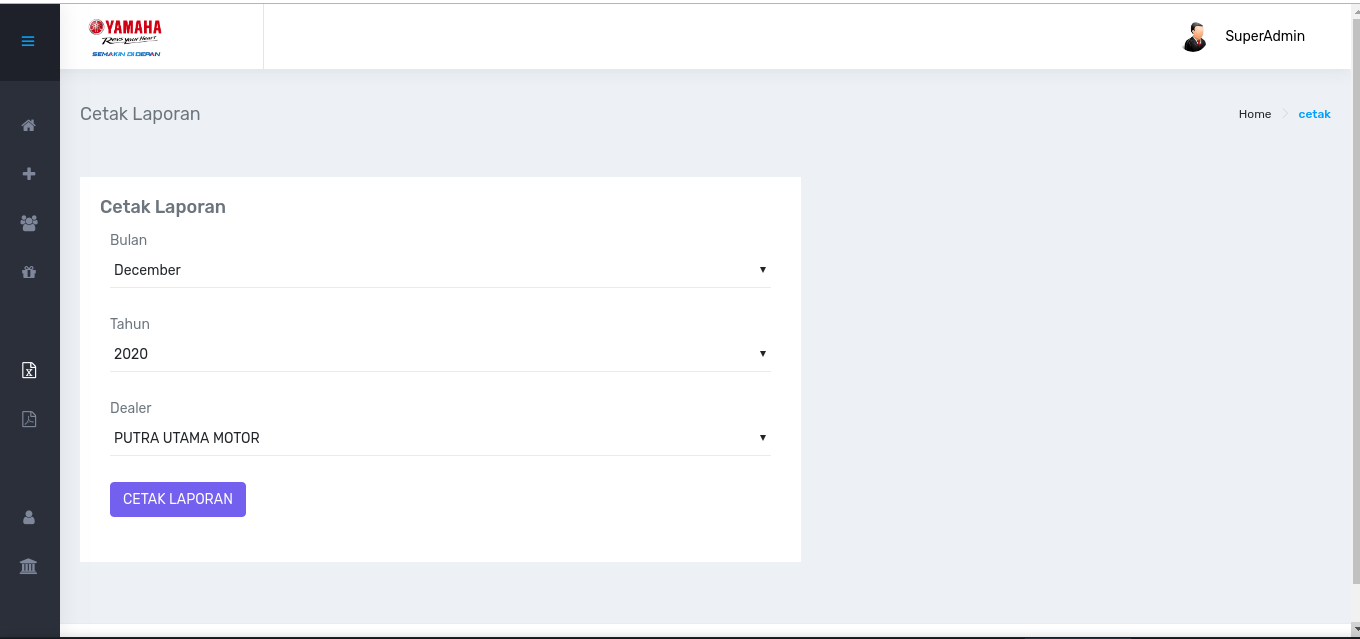 YAMAHA
Revs Your Heart
SEMAKIN DI DEPAN
SuperAdmin
Cetak Laporan
Home
cetak
Cetak Laporan
Bulan
December
Tahun
2020
Dealer
PUTRA UTAMA MOTOR
CETAK LAPORAN